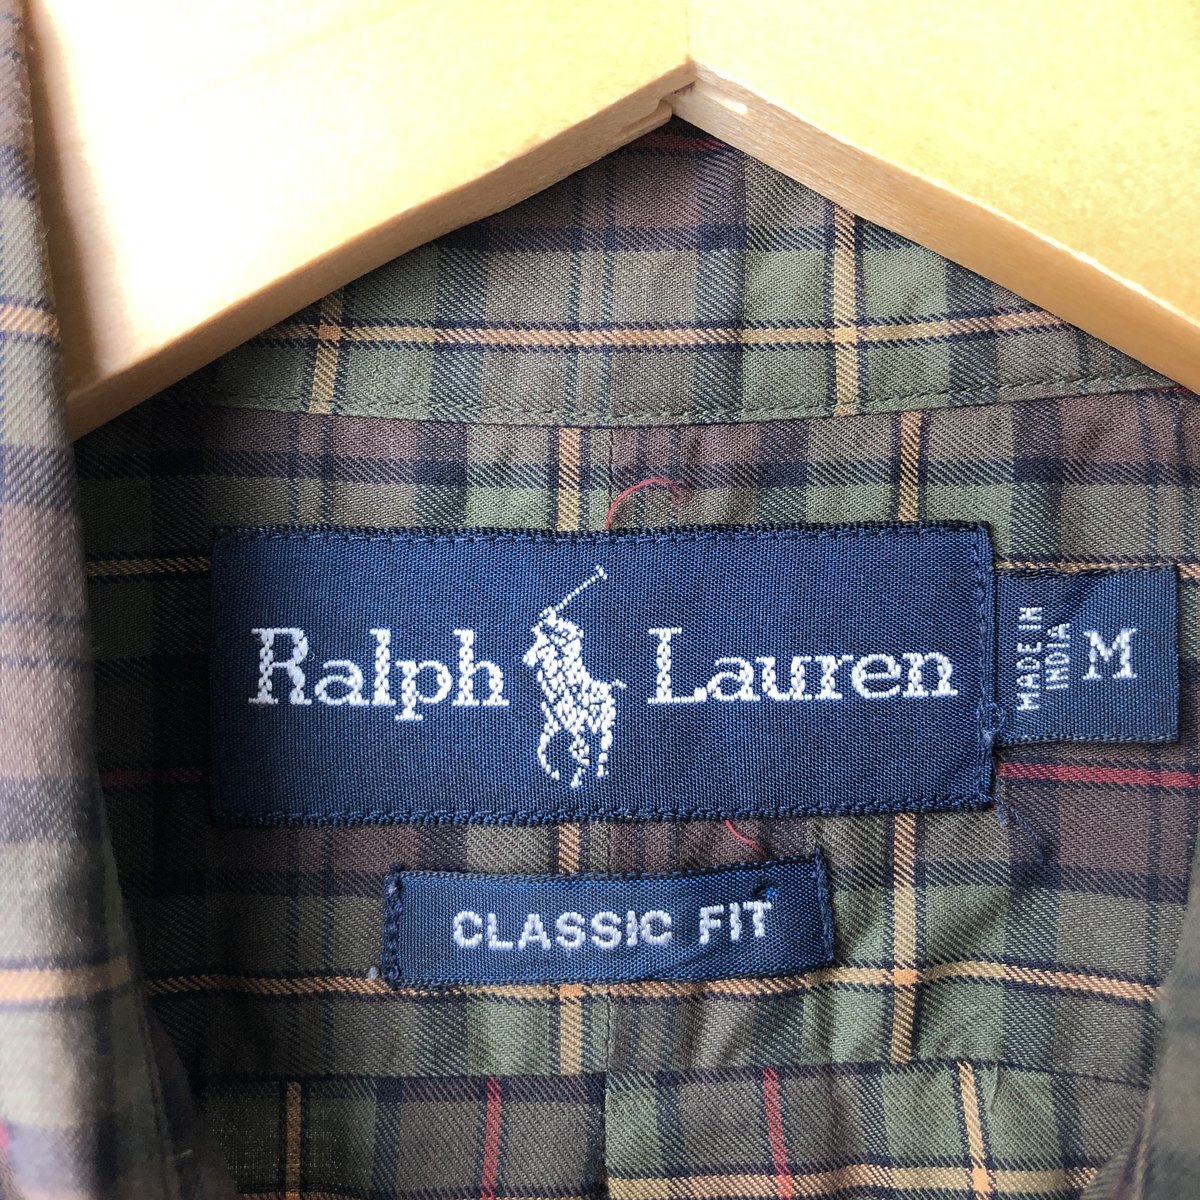 Ralph Lauren
MADE IN
INDIA
M
CLASSIC FIT